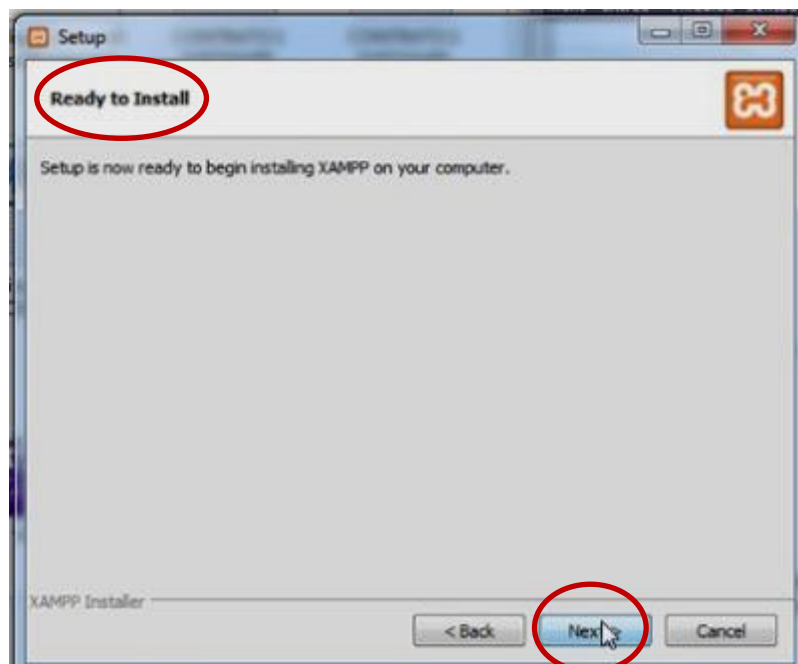 Setup
Ready to Install
Setup is now ready to begin installing XAMPP on your computer.
XAMPP Installer
< Back
Next >
Cancel